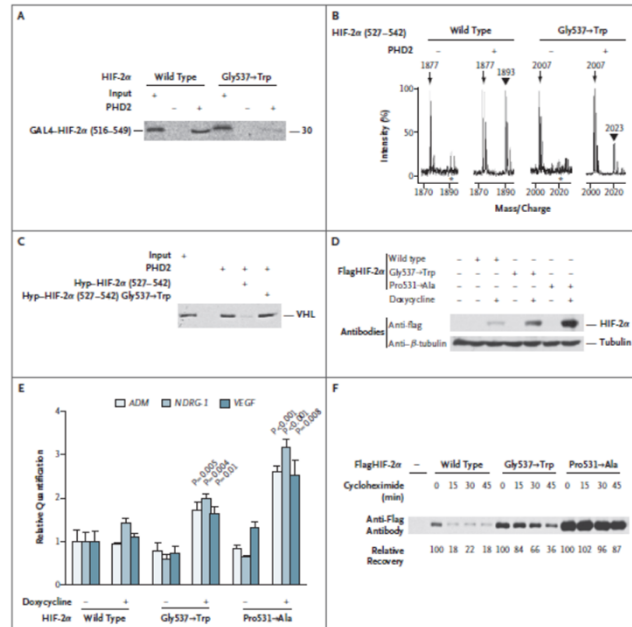 A
HIF-2α Wild Type Gly537→Trp
Input + +
PHD2 − + − +
GAL4–HIF-2α (516–549) 30
B
HIF-2α (527–542) Wild Type Gly537→Trp
PHD2 − + − +
1877 1877 1893 2007 2007
2023
Intensity (%)
100
50
0
*
*
1870 1890 1870 1890 2000 2020 2000 2020
Mass/Charge
C
Input +
PHD2 + + +
Hyp–HIF-2α (527–542) +
Hyp–HIF-2α (527–542) Gly537→Trp +
VHL
D
FlagHIF-2α
Wild type − + + − − − −
Gly537→Trp − − − + + − −
Pro531→Ala − − − − − + +
Doxycycline − − + − + − +
Antibodies
Anti-flag HIF-2α
Anti–β-tubulin Tubulin
E
ADM NDRG-1 VEGF
Relative Quantification
4
3
2
1
0
P=0.005
P=0.004
P=0.01
P<0.001
P<0.001
P=0.008
Doxycycline − + − + − +
HIF-2α Wild Type Gly537→Trp Pro531→Ala
F
FlagHIF-2α − Wild Type Gly537→Trp Pro531→Ala
Cycloheximide (min) 0 15 30 45 0 15 30 45 0 15 30 45
Anti-Flag
Antibody
Relative
Recovery
100 18 22 18 100 84 66 36 100 102 96 87